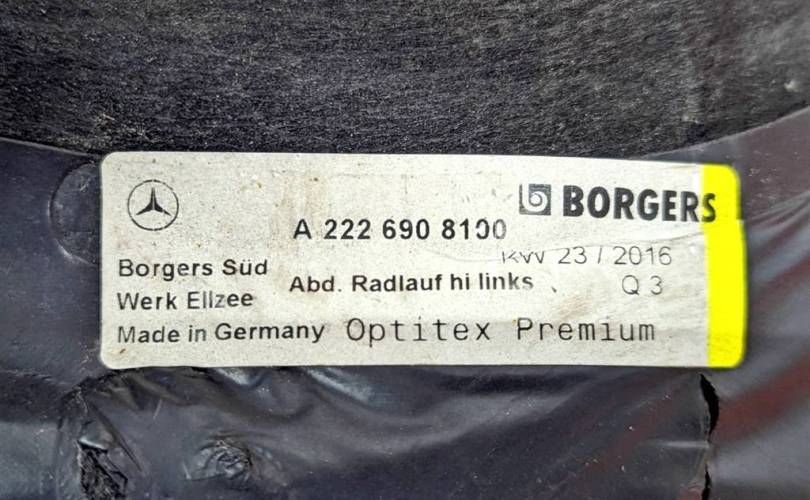 BORGERS
A 222 690 8100
KW 23 / 2016
Borgers Süd
Abd. Radlauf hi links
Q 3
Werk Ellzee
Made in Germany Optitex Premium